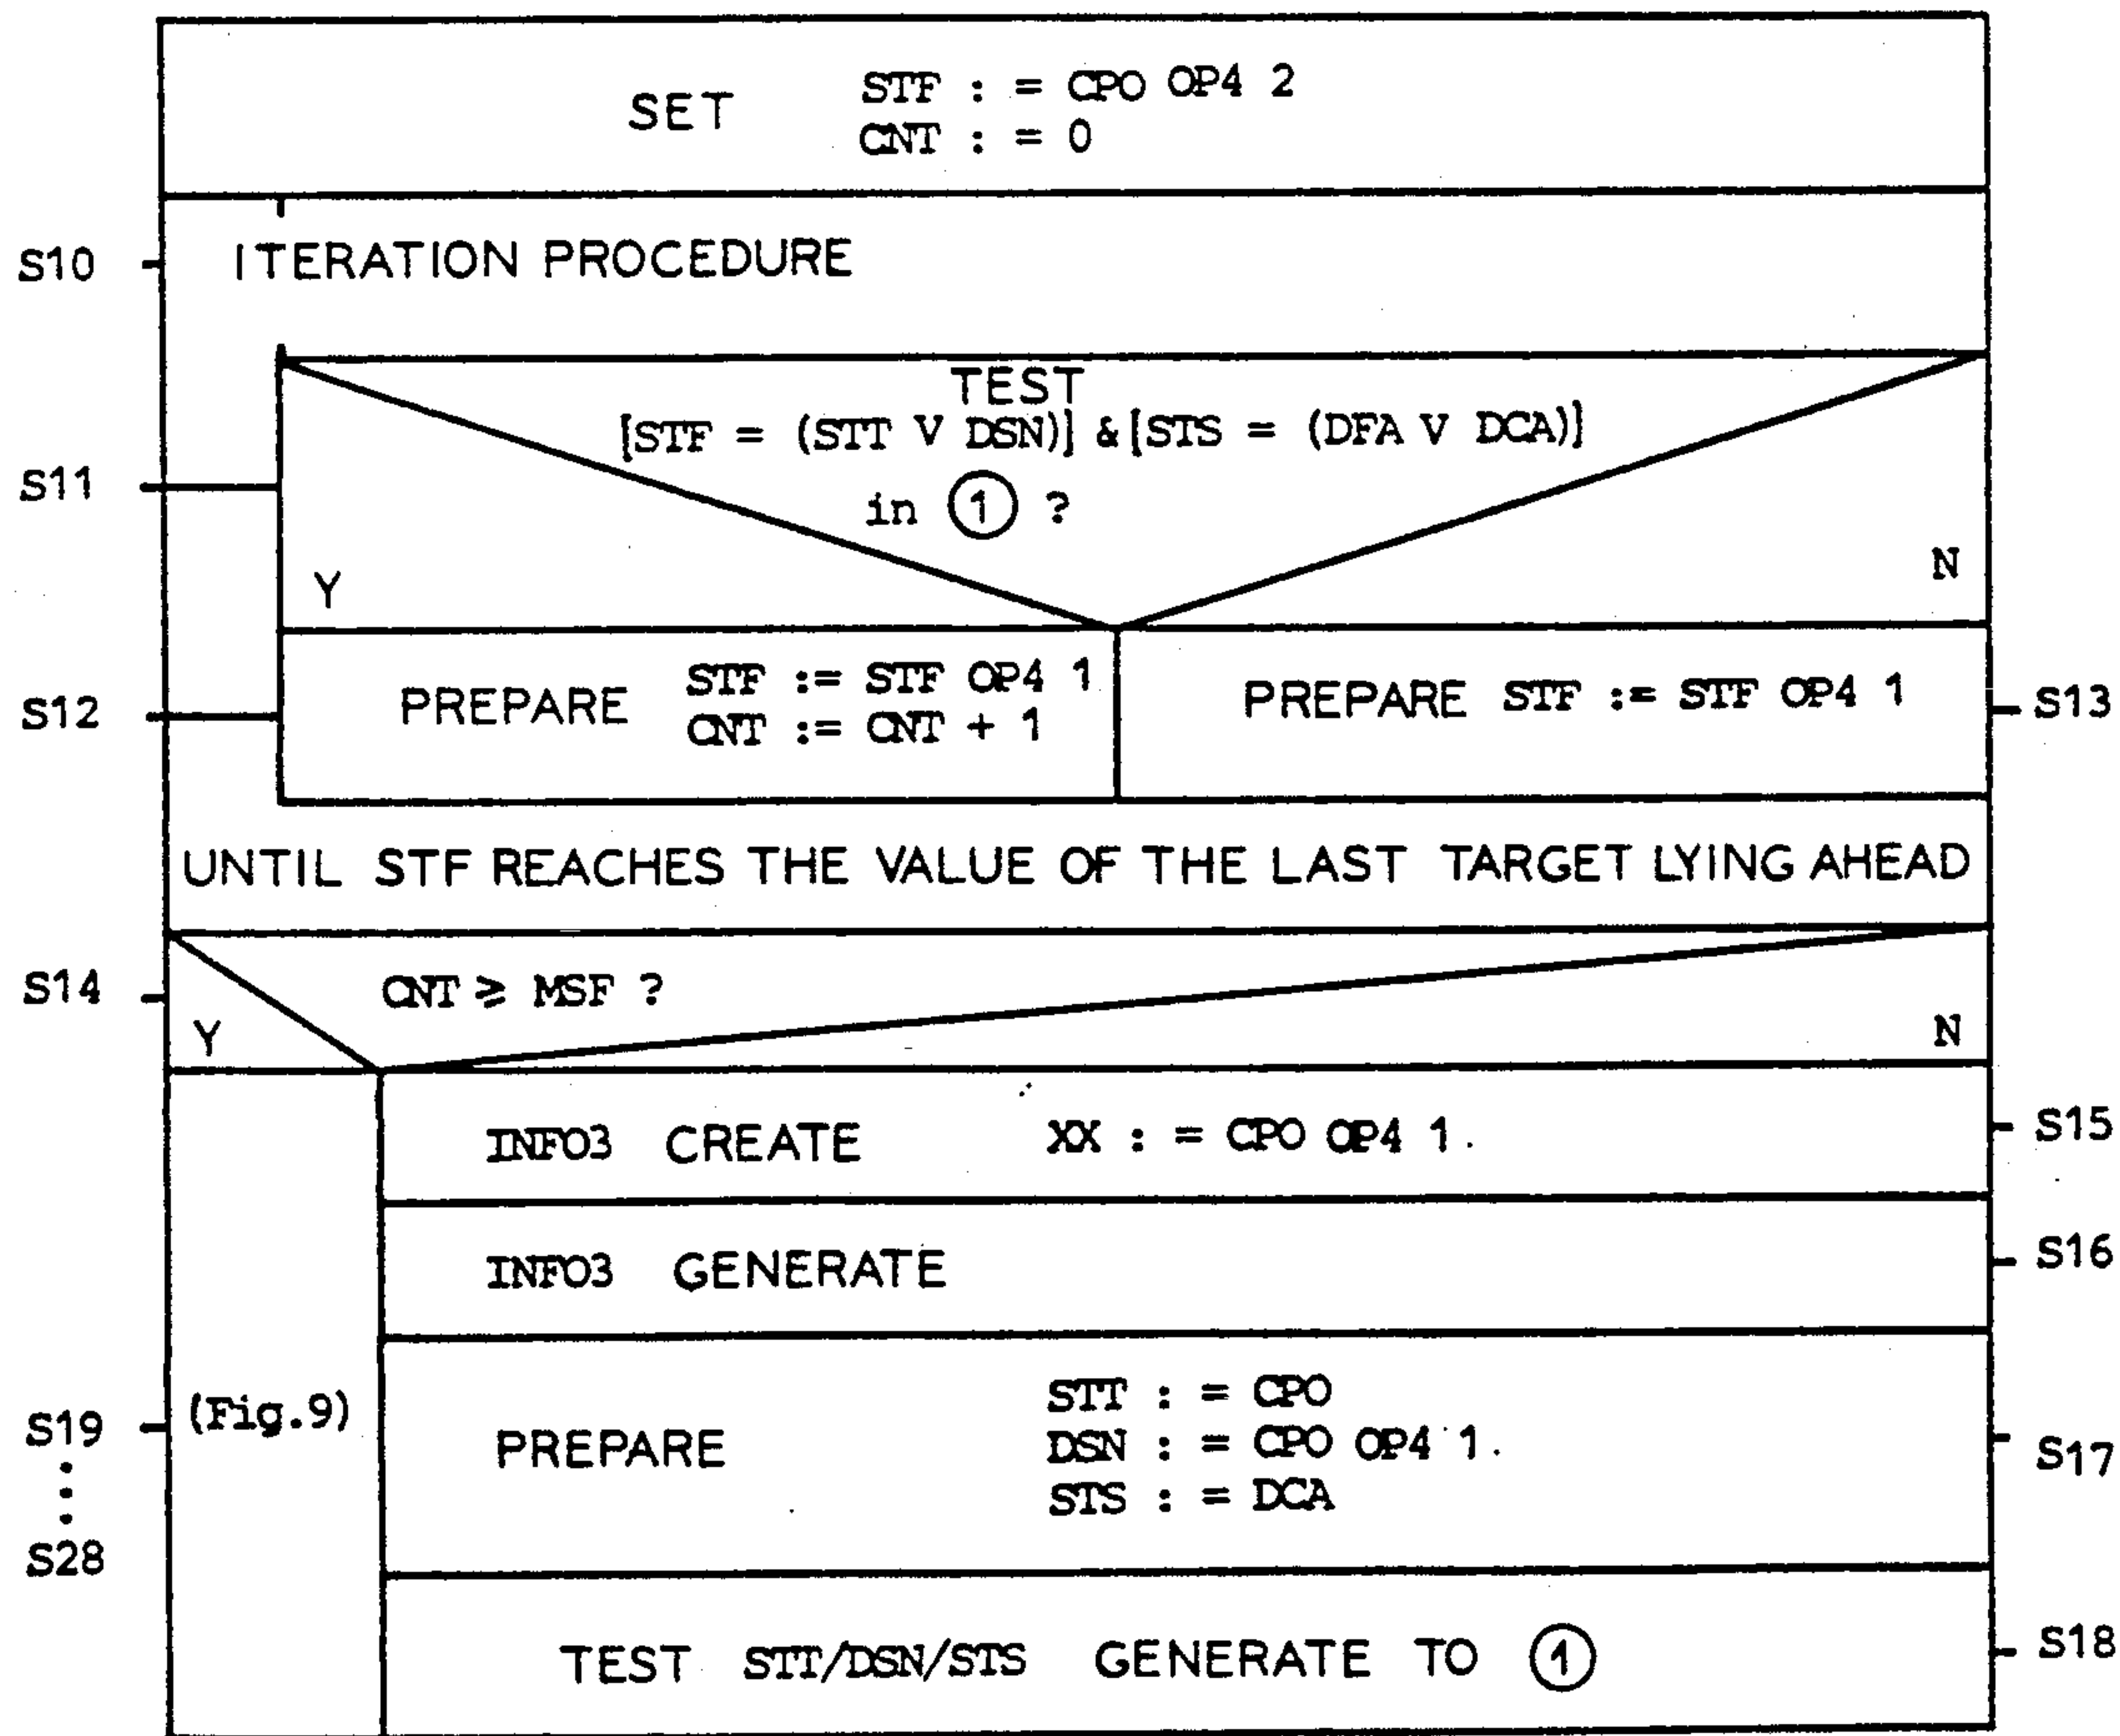 SET STF : = CPO OP4 2
CNT : = 0
S10 ITERATION PROCEDURE
TEST
[STF = (STT V DSN)] & [STS = (DFA V DCA)]
S11
in 1 ?
Y N
S12 PREPARE STF := STF OP4 1
CNT := CNT + 1
PREPARE STF := STF OP4 1 S13
UNTIL STF REACHES THE VALUE OF THE LAST TARGET LYING AHEAD
S14 CNT ≥ MSF ?
Y N
INFO3 CREATE XX : = CPO OP4 1. S15
INFO3 GENERATE S16
S19 (Fig.9)
:
S28
PREPARE STT : = CPO
DSN : = CPO OP4 1.
STS : = DCA
S17
TEST STT/DSN/STS GENERATE TO 1 S18